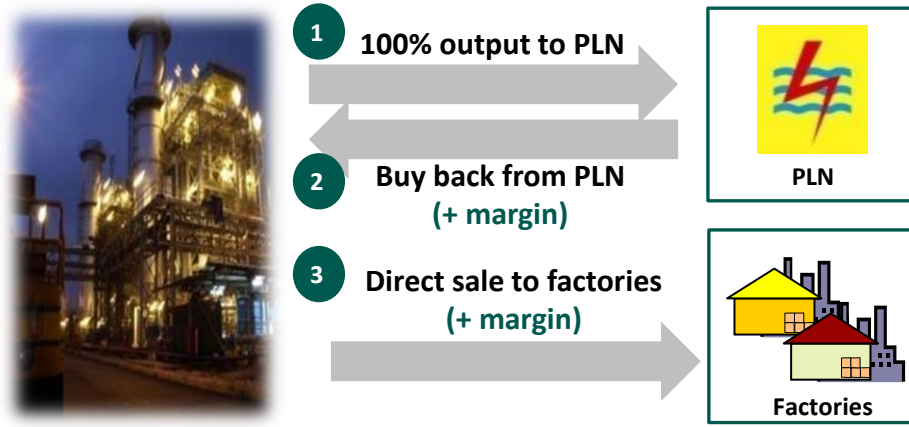 1
100% output to PLN
PLN
2
Buy back from PLN
(+ margin)
3
Direct sale to factories
(+ margin)
Factories